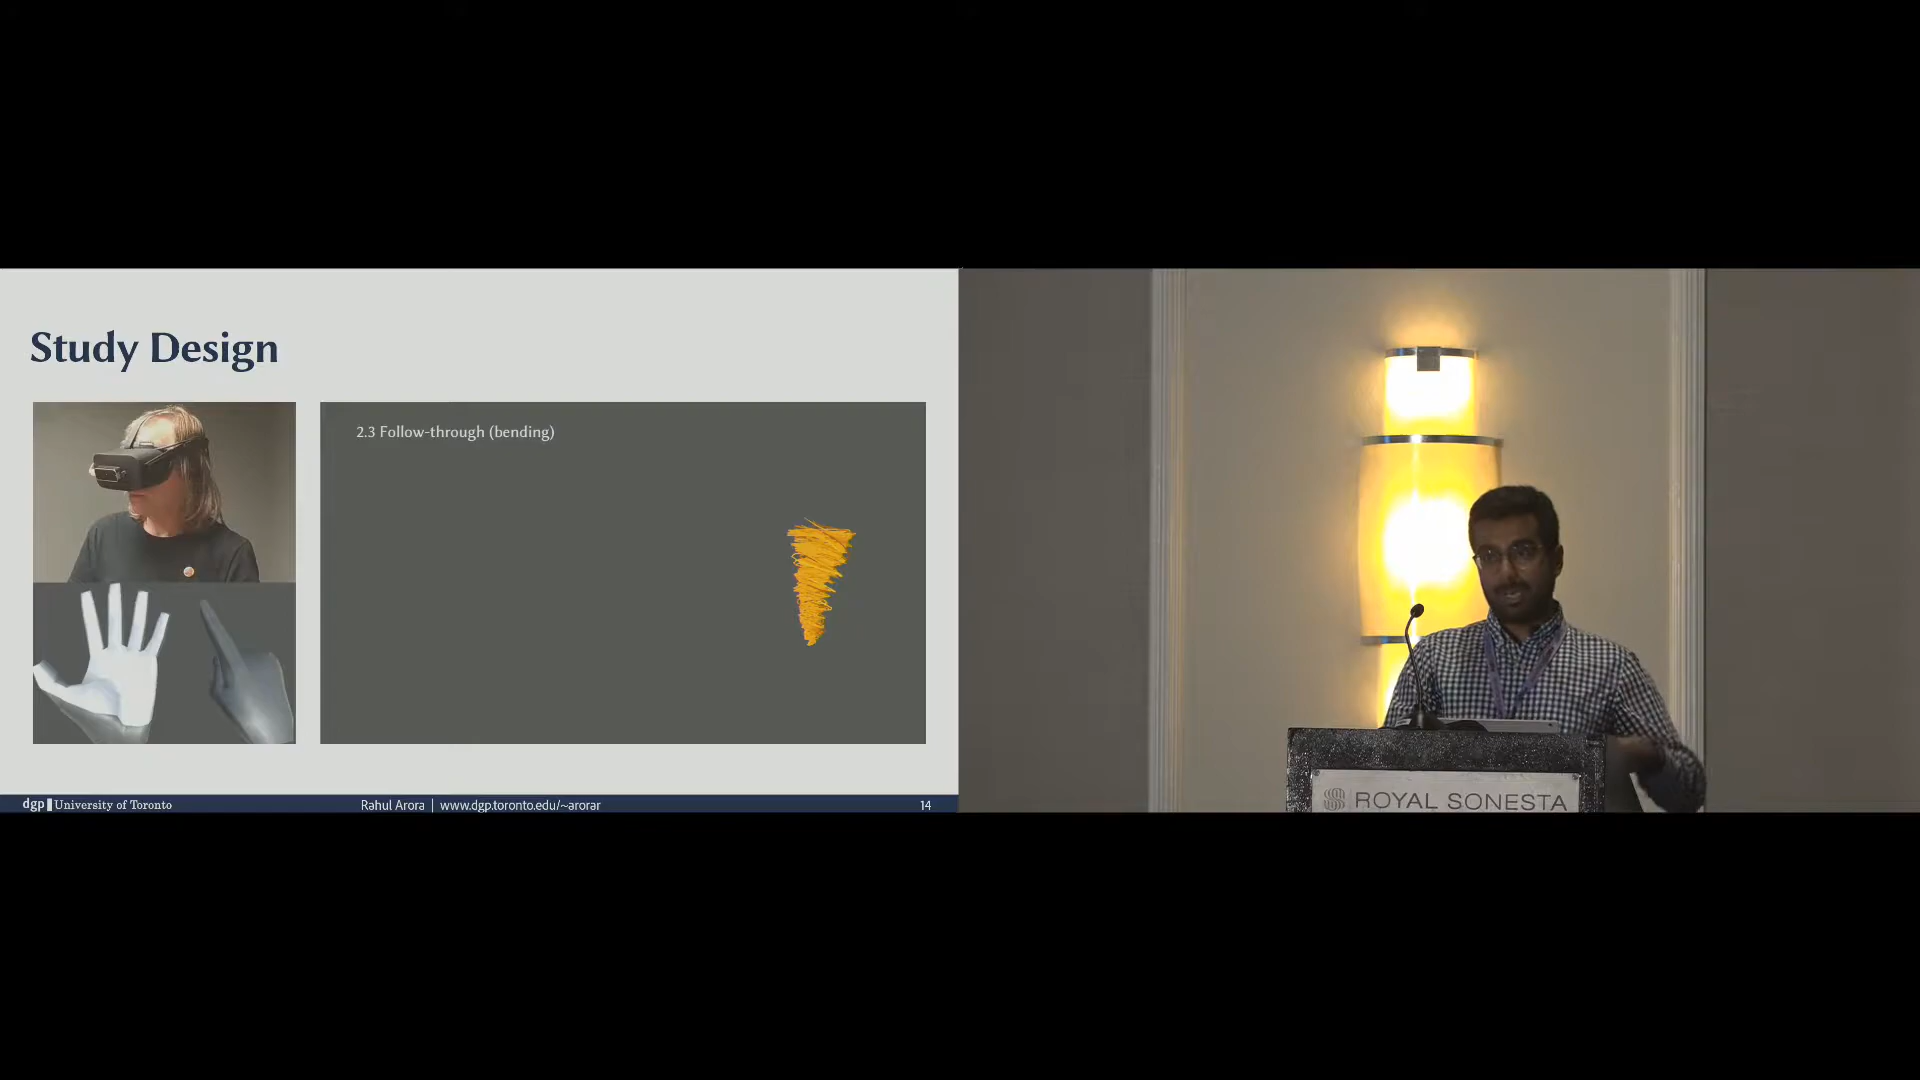 Study Design
2.3 Follow-through (bending)
dgp University of Toronto
Rahul Arora | www.dgp.toronto.edu/~arorar
14
ROYAL SONESTA